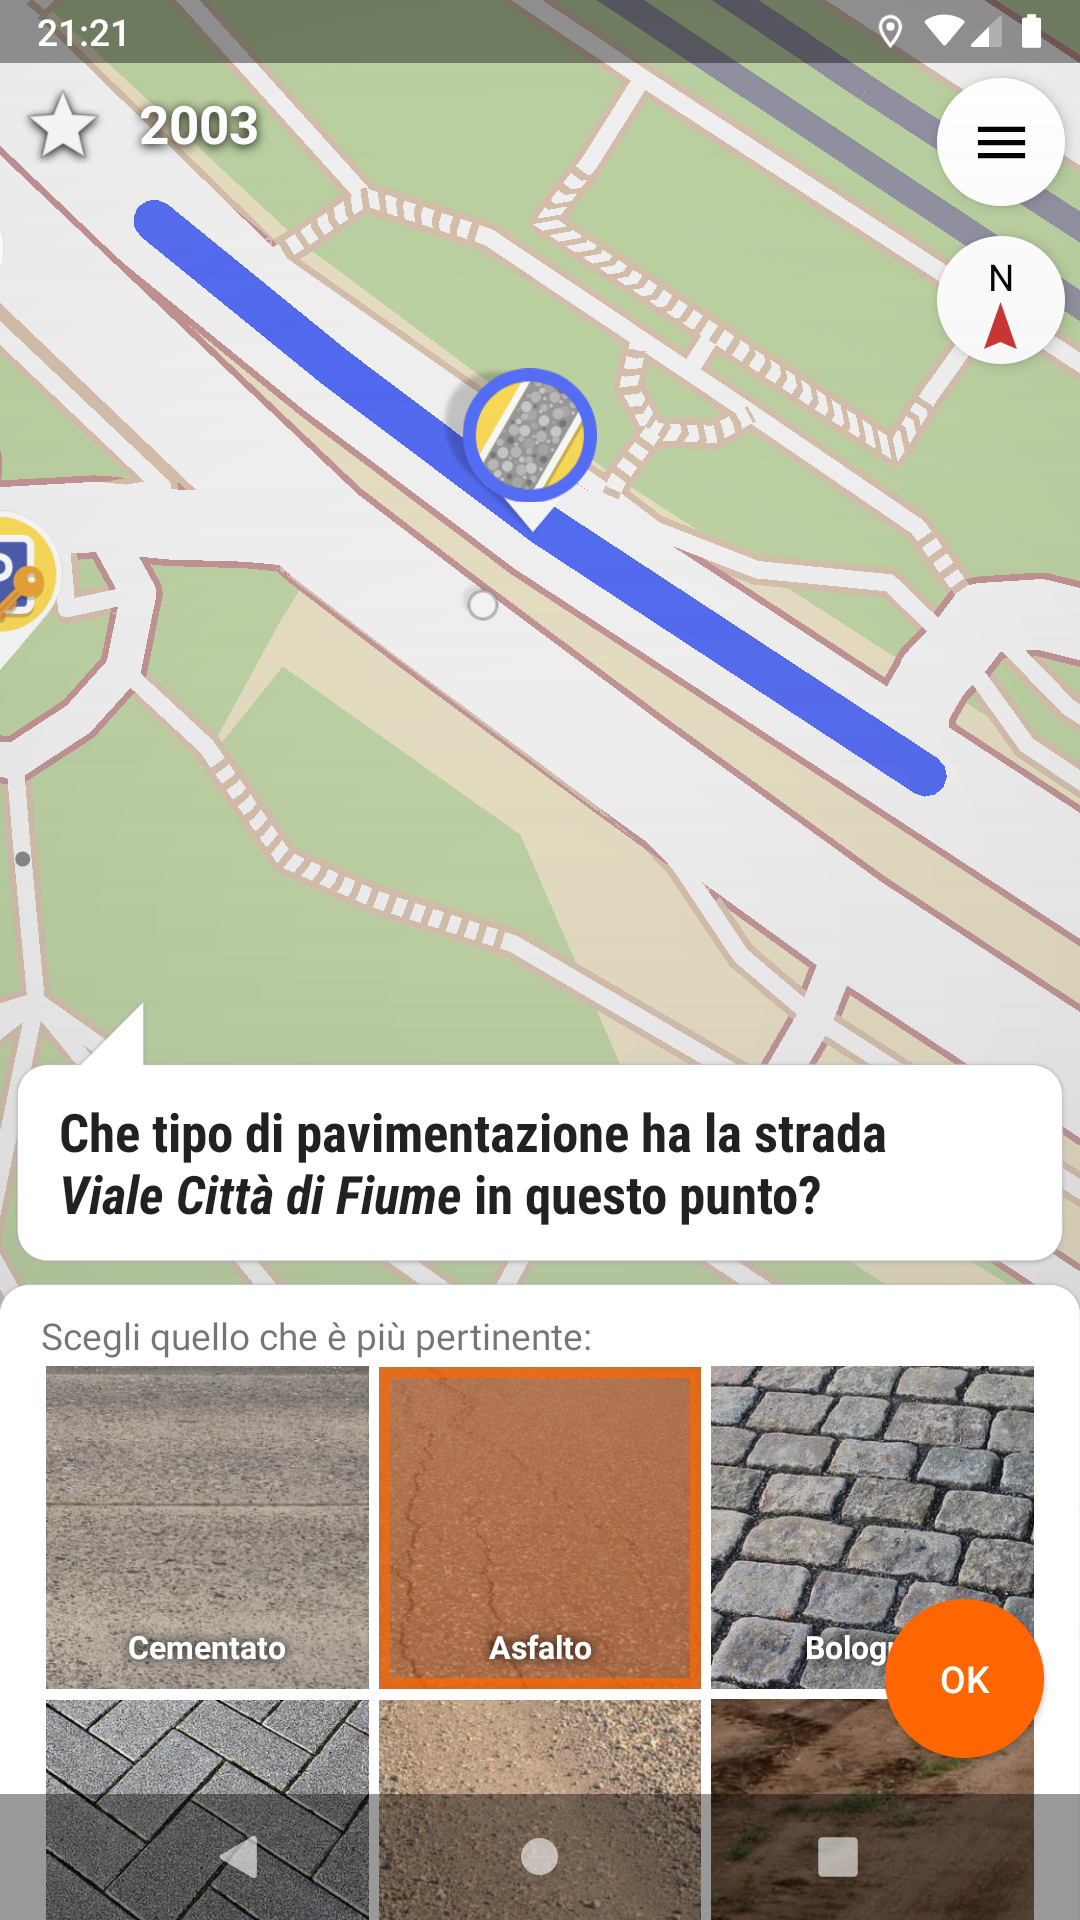 21:21
2003
N
Che tipo di pavimentazione ha la strada
Viale Città di Fiume in questo punto?
Scegli quello che è più pertinente:
Cementato
Asfalto
OK